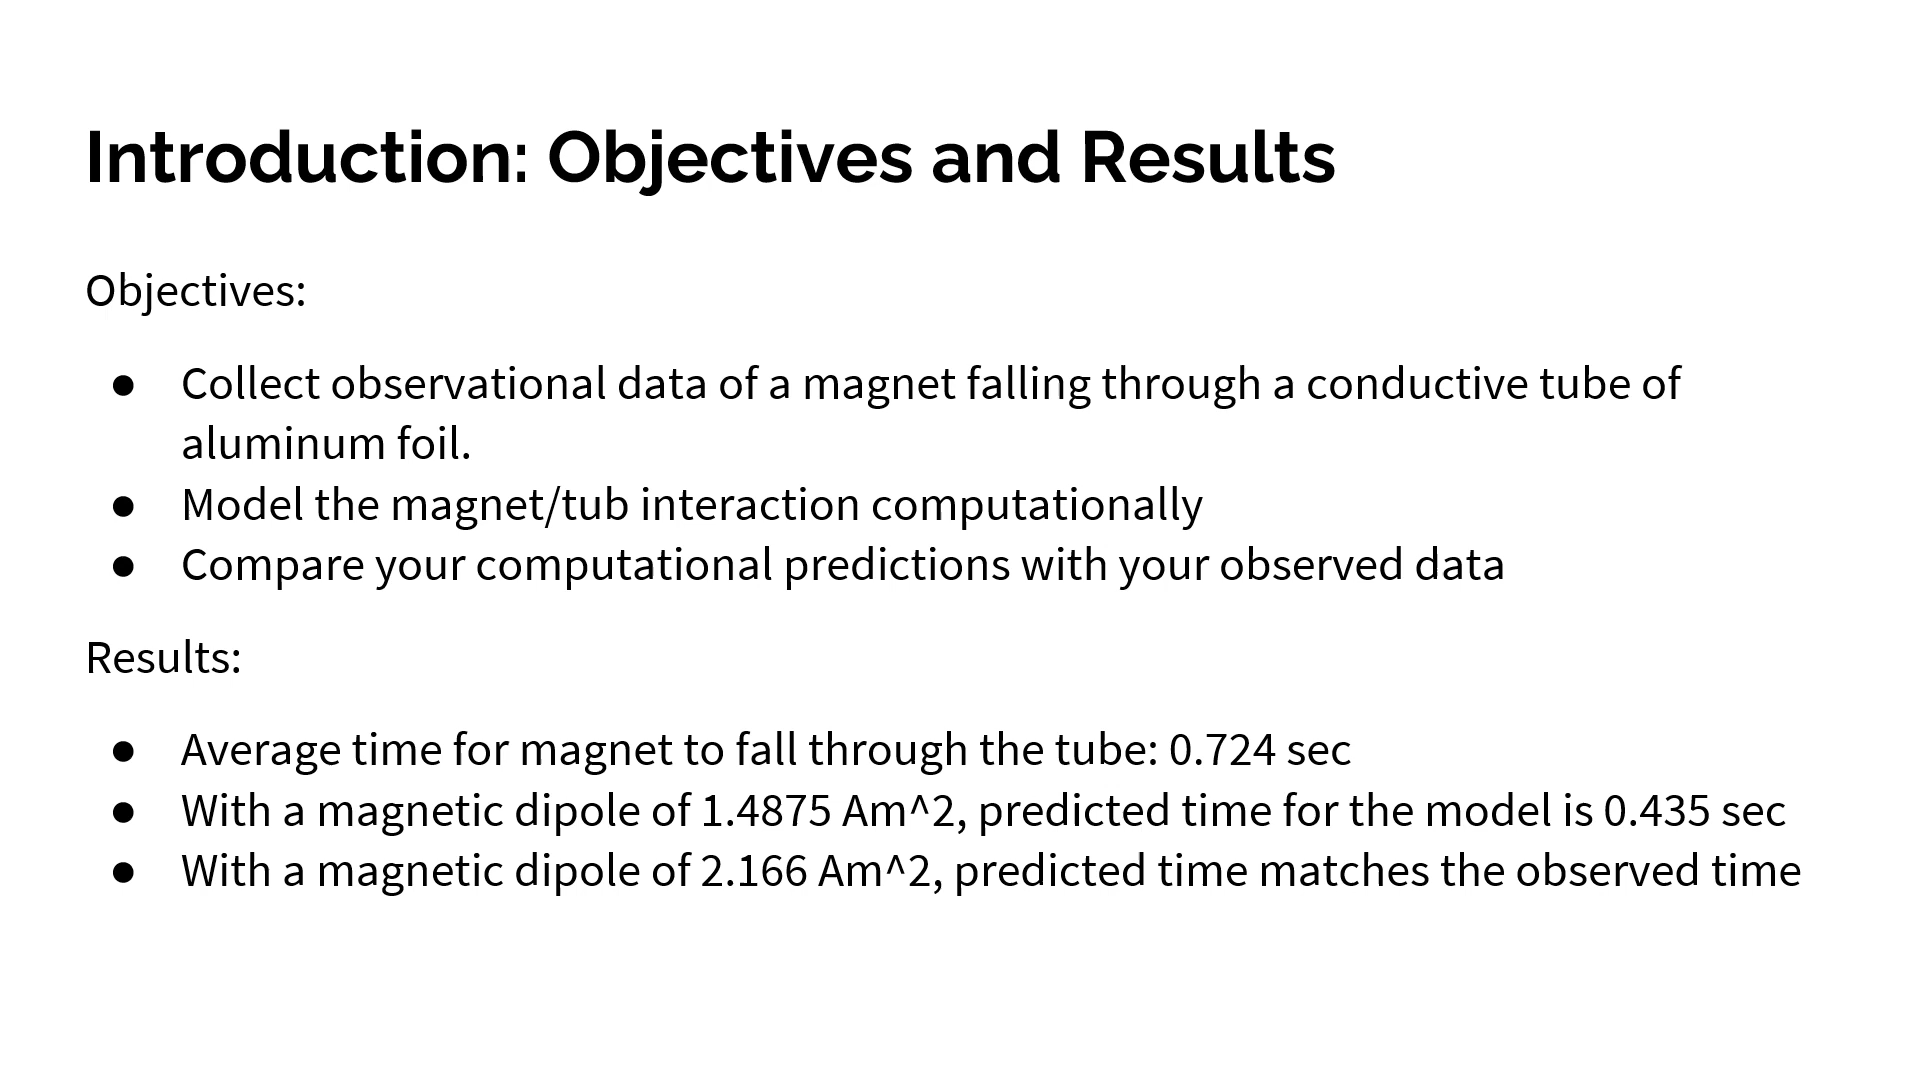 Introduction: Objectives and Results
Objectives:
● Collect observational data of a magnet falling through a conductive tube of
aluminum foil.
● Model the magnet/tub interaction computationally
● Compare your computational predictions with your observed data
Results:
● Average time for magnet to fall through the tube: 0.724 sec
● With a magnetic dipole of 1.4875 Am^2, predicted time for the model is 0.435 sec
● With a magnetic dipole of 2.166 Am^2, predicted time matches the observed time